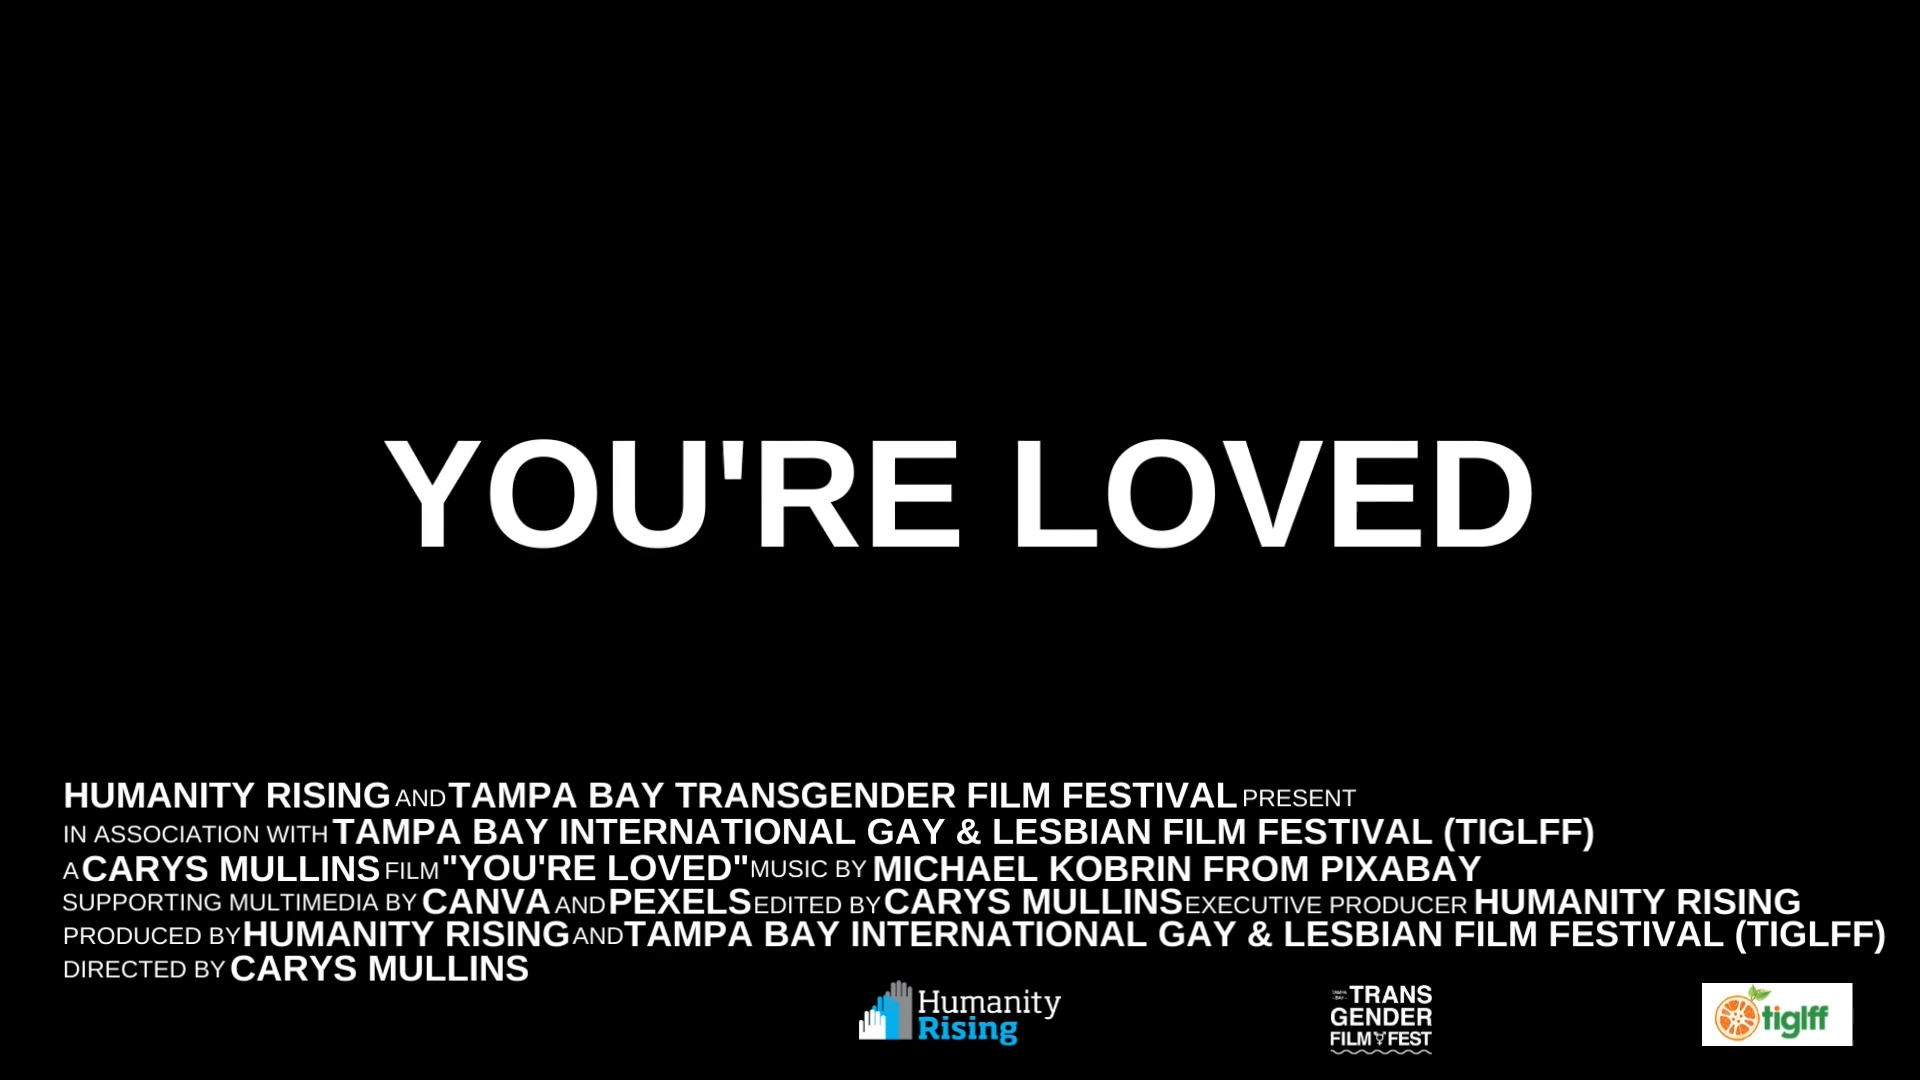 YOU'RE LOVED
HUMANITY RISING AND TAMPA BAY TRANSGENDER FILM FESTIVAL PRESENT
IN ASSOCIATION WITH TAMPA BAY INTERNATIONAL GAY & LESBIAN FILM FESTIVAL (TIGLFF)
A CARYS MULLINS FILM "YOU'RE LOVED" MUSIC BY MICHAEL KOBRIN FROM PIXABAY
SUPPORTING MULTIMEDIA BY CANVA AND PEXELS EDITED BY CARYS MULLINS EXECUTIVE PRODUCER HUMANITY RISING
PRODUCED BY HUMANITY RISING AND TAMPA BAY INTERNATIONAL GAY & LESBIAN FILM FESTIVAL (TIGLFF)
DIRECTED BY CARYS MULLINS
Humanity
Rising
TAMPA
BAY
TRANS
GENDER
FILM FEST
tiglff